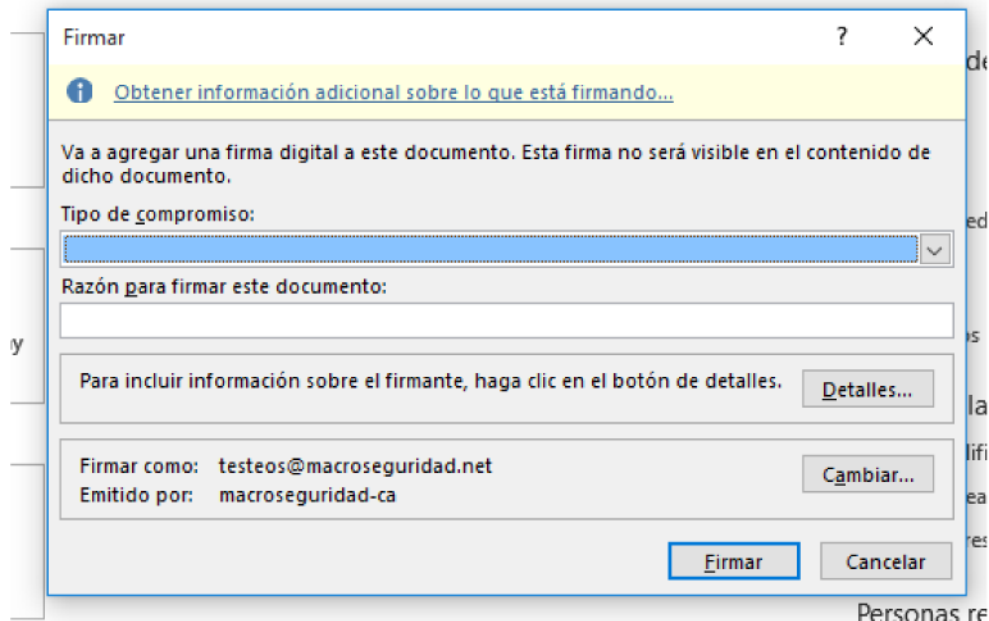 Firmar
?
Obtener información adicional sobre lo que está firmando...
Va a agregar una firma digital a este documento. Esta firma no será visible en el contenido de
dicho documento.
Tipo de compromiso:
Razón para firmar este documento:
Para incluir información sobre el firmante, haga clic en el botón de detalles.
Detalles...
Firmar como: testeos@macroseguridad.net
Cambiar...
Emitido por: macroseguridad-ca
Firmar
Cancelar
Personas